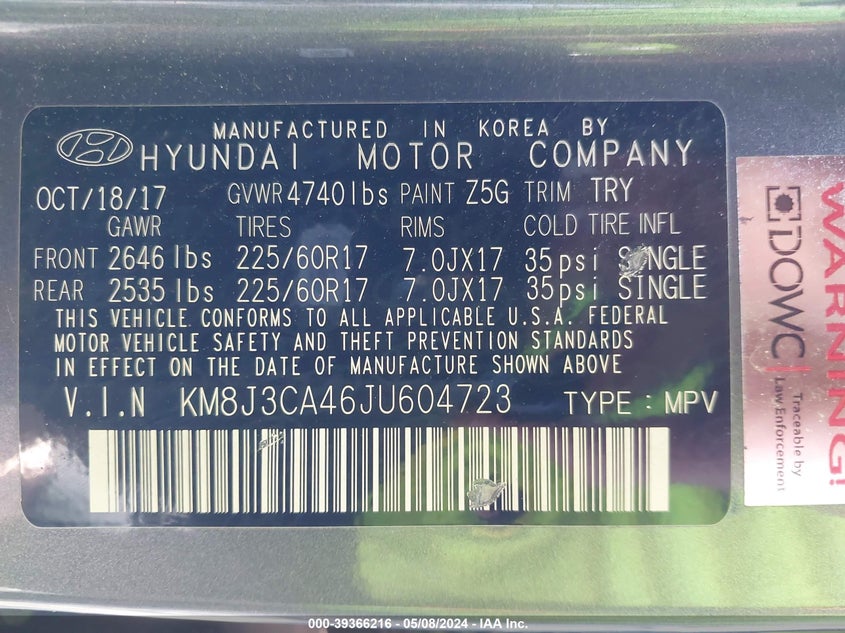 MANUFACTURED IN KOREA BY
HYUNDAI MOTOR COMPANY
OCT/18/17 GVWR 4740lbs PAINT Z5G TRIM TRY
GAWR TIRES RIMS COLD TIRE INFL
FRONT 2646 lbs 225/60R17 7.0JX17 35psi SINGLE
REAR 2535 lbs 225/60R17 7.0JX17 35psi SINGLE
THIS VEHICLE CONFORMS TO ALL APPLICABLE U.S.A. FEDERAL
MOTOR VEHICLE SAFETY AND THEFT PREVENTION STANDARDS
IN EFFECT ON THE DATE OF MANUFACTURE SHOWN ABOVE
V.I.N KM8J3CA46JU604723 TYPE : MPV
WARNING!
DOWC
Traceable by
Law Enforcement
000-39366216 - 05/08/2024 - IAA Inc.